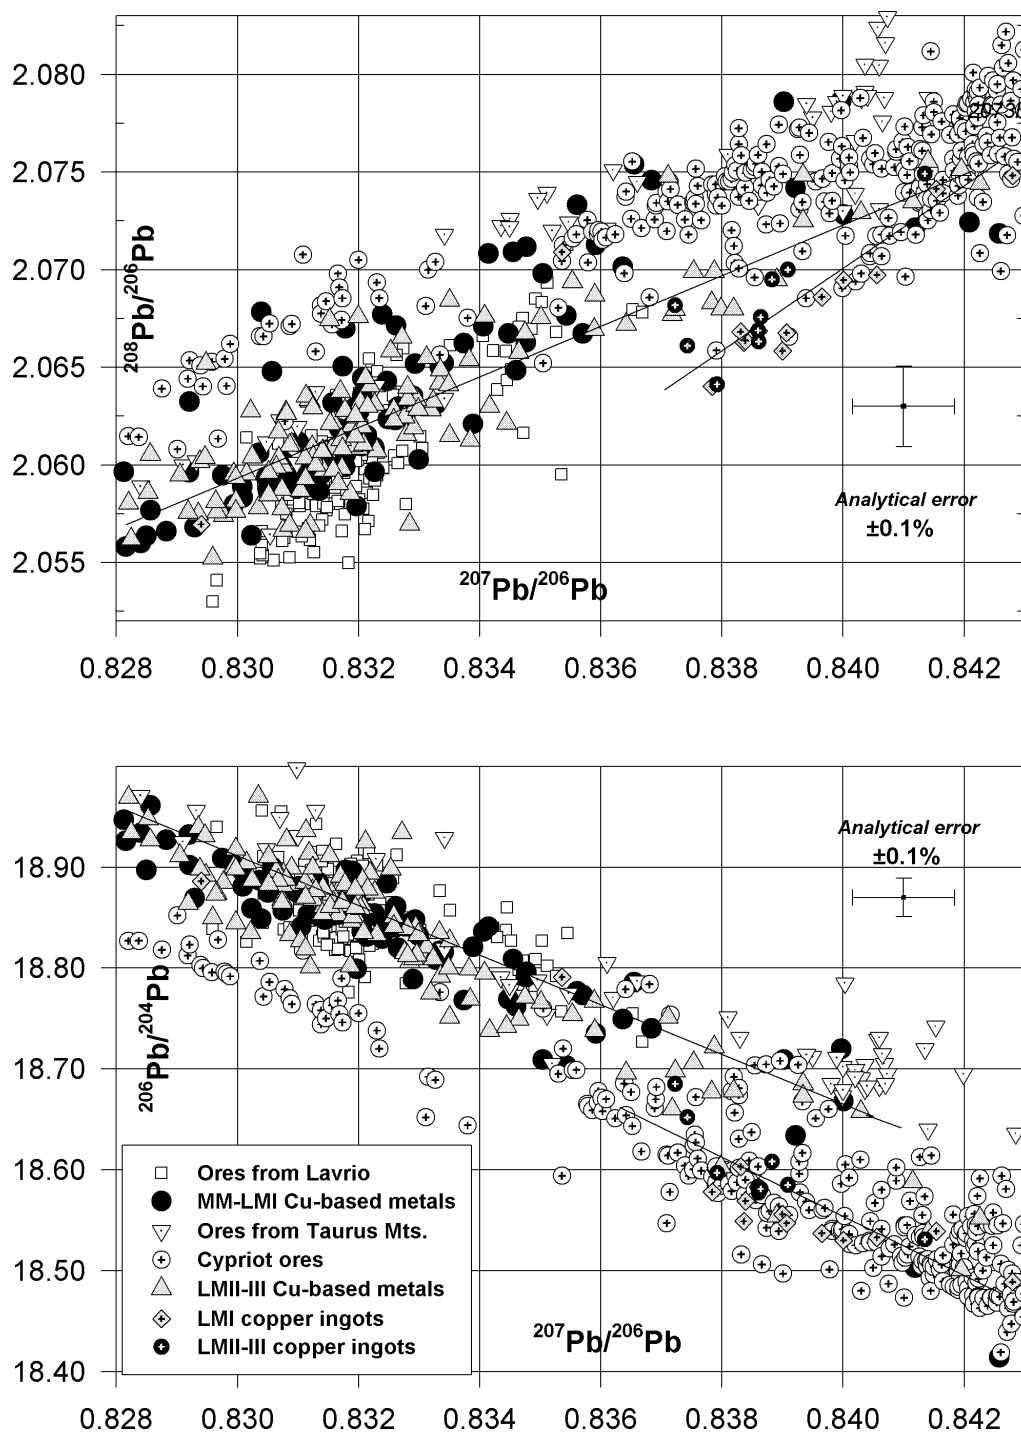 2.080
2.075
2.070
2.065
2.060
2.055
208Pb/206Pb
Analytical error
±0.1%
207Pb/206Pb
0.828 0.830 0.832 0.834 0.836 0.838 0.840 0.842
18.90
18.80
18.70
18.60
18.50
18.40
206Pb/204Pb
Analytical error
±0.1%
Ores from Lavrio
MM-LMI Cu-based metals
Ores from Taurus Mts.
Cypriot ores
LMII-III Cu-based metals
LMI copper ingots
LMII-III copper ingots
207Pb/206Pb
0.828 0.830 0.832 0.834 0.836 0.838 0.840 0.842